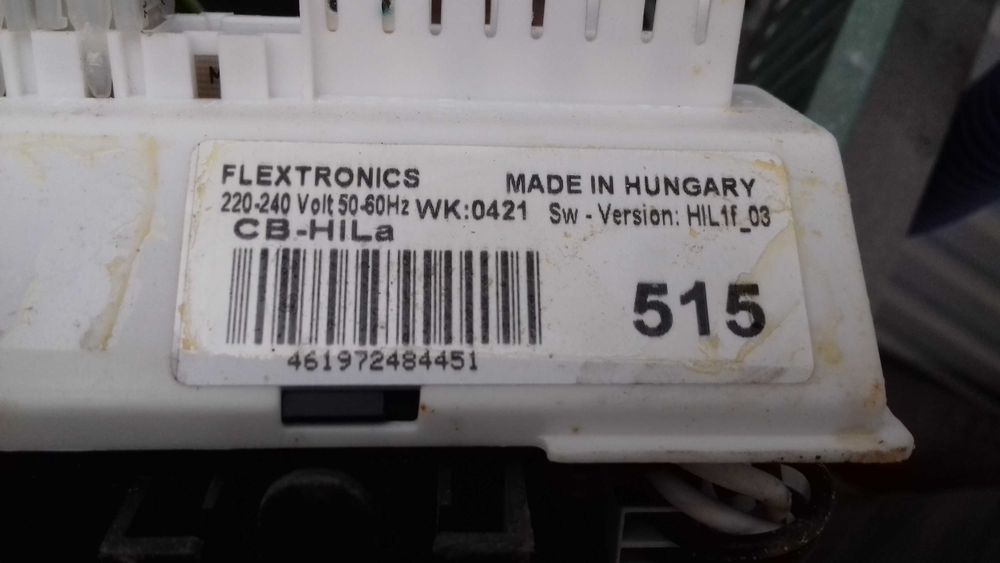 FLEXTRONICS MADE IN HUNGARY
220-240 Volt 50-60Hz WK:0421 Sw - Version: HIL1f_03
CB-HiLa
515
461972484451